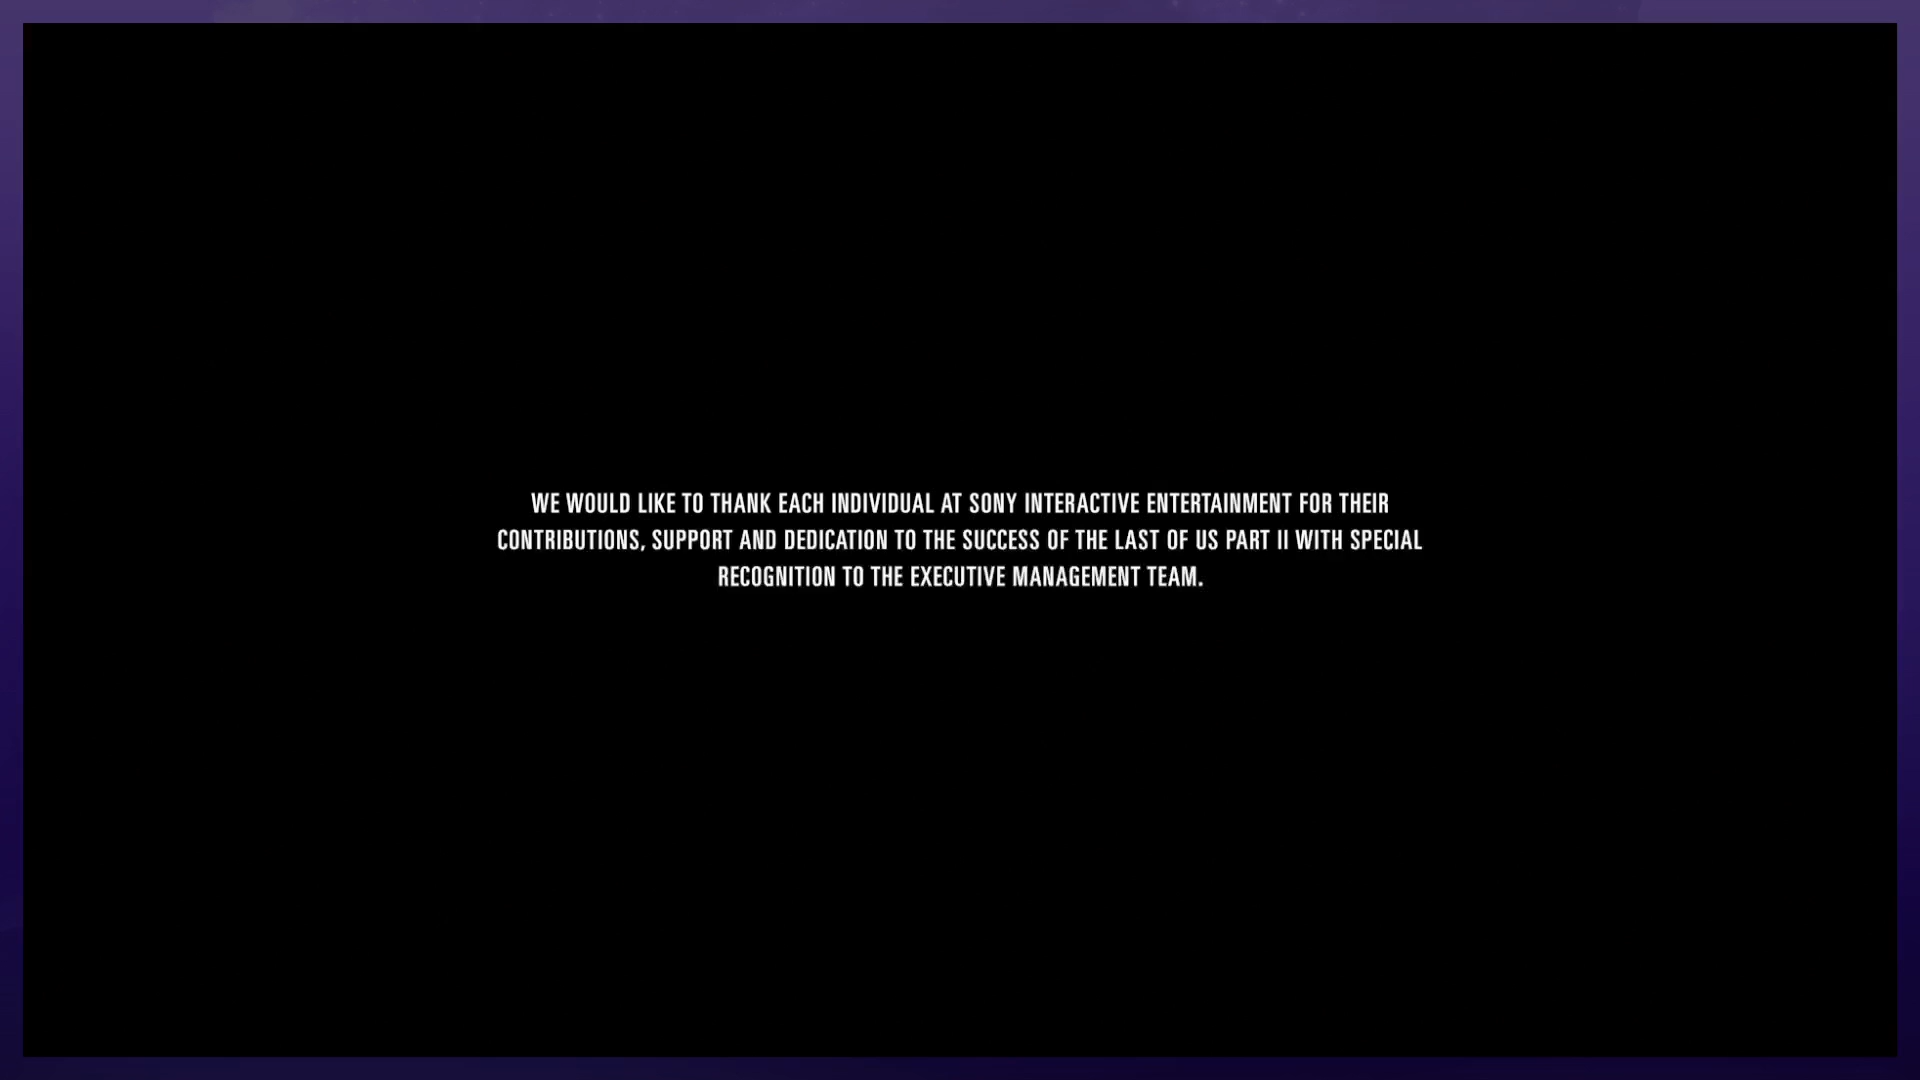 WE WOULD LIKE TO THANK EACH INDIVIDUAL AT SONY INTERACTIVE ENTERTAINMENT FOR THEIR
CONTRIBUTIONS, SUPPORT AND DEDICATION TO THE SUCCESS OF THE LAST OF US PART II WITH SPECIAL
RECOGNITION TO THE EXECUTIVE MANAGEMENT TEAM.